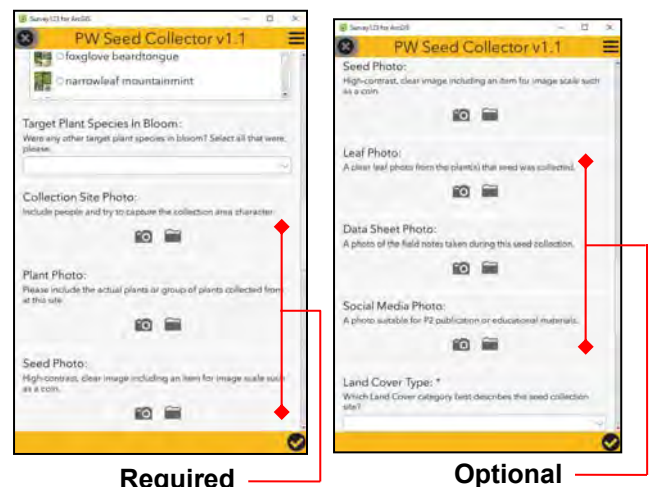 Survey123 for ArcGIS
PW Seed Collector v1.1
foxglove beardtongue
narrowleaf mountainmint
Target Plant Species in Bloom:
Were any other target plant species in bloom? Select all that were,
please.
Collection Site Photo:
Include people and try to capture the collection area character.
Plant Photo:
Please include the actual plants or group of plants collected from
at this site.
Seed Photo:
High-contrast, clear image including an item for image scale such
as a coin.
Required
Survey123 for ArcGIS
PW Seed Collector v1.1
Seed Photo:
High-contrast, clear image including an item for image scale such
as a coin.
Leaf Photo:
A clear leaf photo from the plant(s) that seed was collected.
Data Sheet Photo:
A photo of the field notes taken during this seed collection.
Social Media Photo:
A photo suitable for P2 publication or educational materials.
Land Cover Type: *
Which Land Cover category best describes this seed collection
site?
Optional